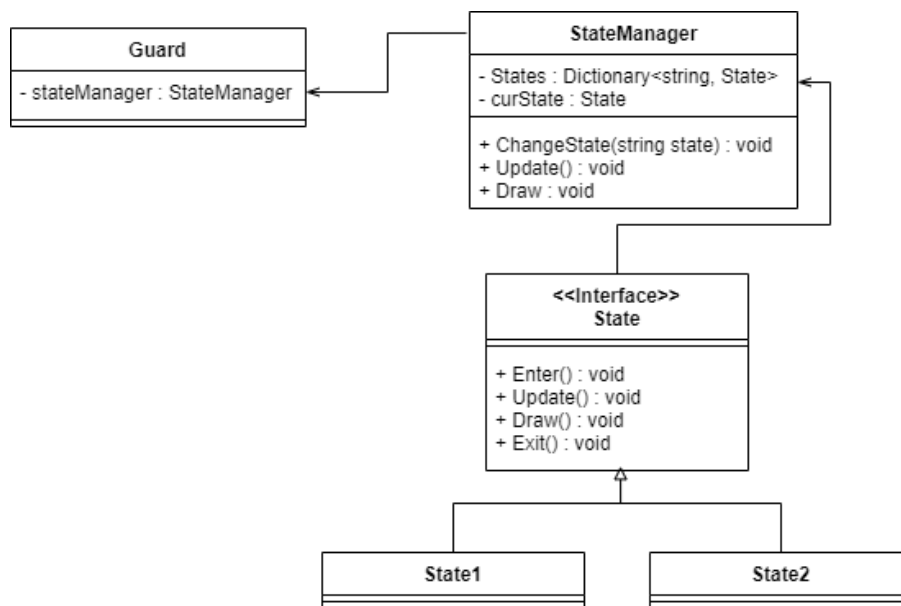 Guard
- stateManager : StateManager
StateManager
- States : Dictionary<string, State>
- curState : State
+ ChangeState(string state) : void
+ Update() : void
+ Draw : void
<<Interface>>
State
+ Enter() : void
+ Update() : void
+ Draw() : void
+ Exit() : void
State1
State2